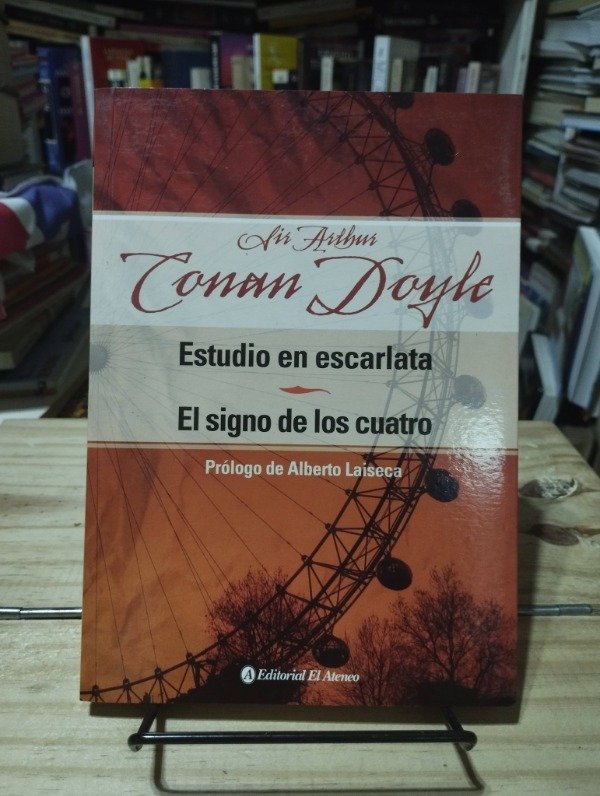 Sir Arthur
Conan Doyle
Estudio en escarlata
El signo de los cuatro
Prólogo de Alberto Laiseca
A Editorial El Ateneo